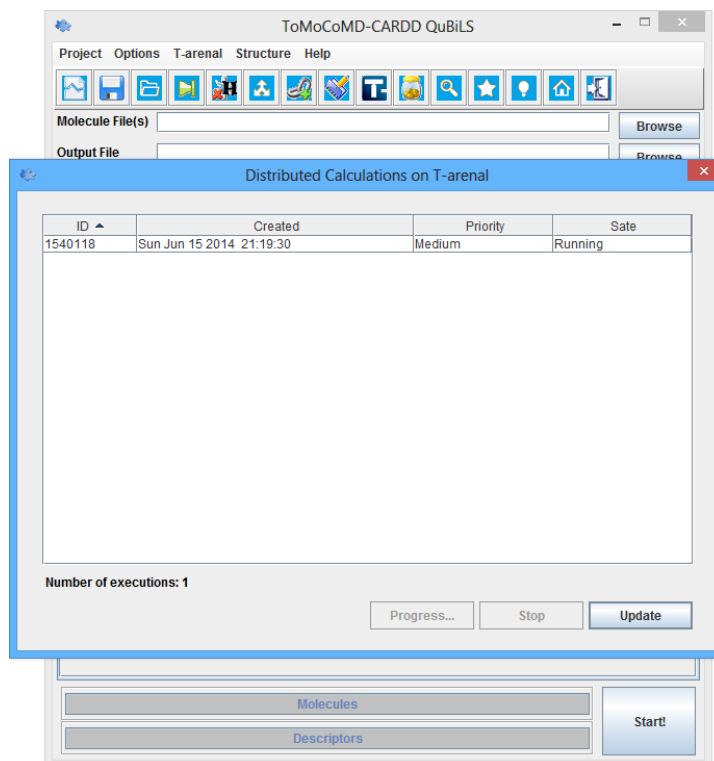 ToMoCoMD-CARDD QuBiLS
Project Options T-arenal Structure Help
Molecule File(s) Browse
Output File Browse
Distributed Calculations on T-arenal
ID Created Priority Sate
1540118 Sun Jun 15 2014 21:19:30 Medium Running
Number of executions: 1
Progress... Stop Update
Molecules
Start!
Descriptors